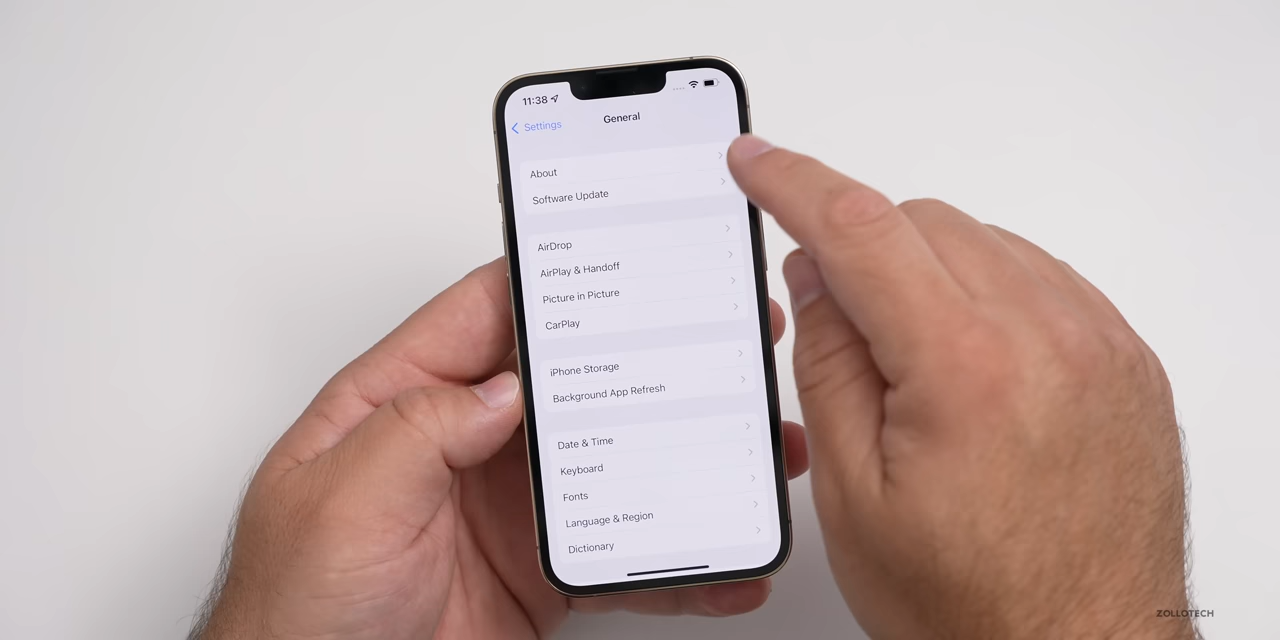 11:38
Settings
General
About
Software Update
AirDrop
AirPlay & Handoff
Picture in Picture
CarPlay
iPhone Storage
Background App Refresh
Date & Time
Keyboard
Fonts
Language & Region
Dictionary
ZOLLOTECH